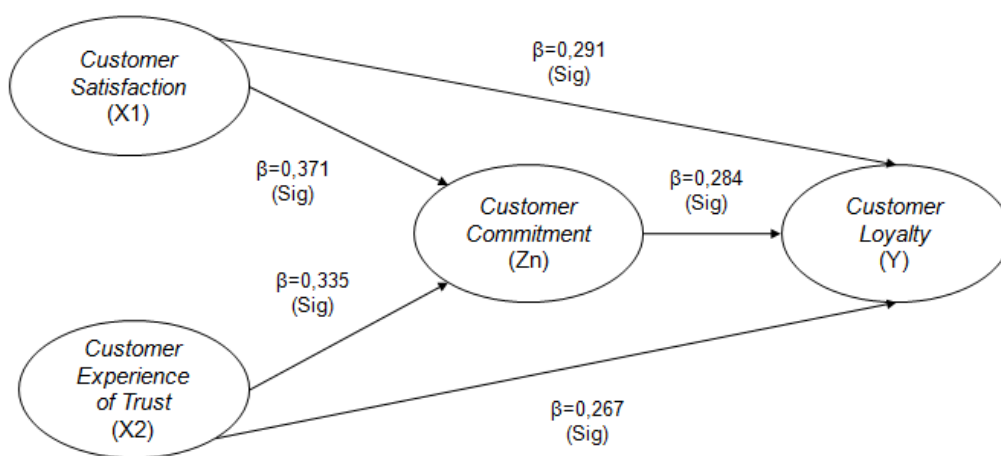 Customer
Satisfaction
(X1)
β=0,291
(Sig)
β=0,371
(Sig)
Customer
Commitment
(Zn)
β=0,284
(Sig)
Customer
Loyalty
(Y)
β=0,335
(Sig)
Customer
Experience
of Trust
(X2)
β=0,267
(Sig)